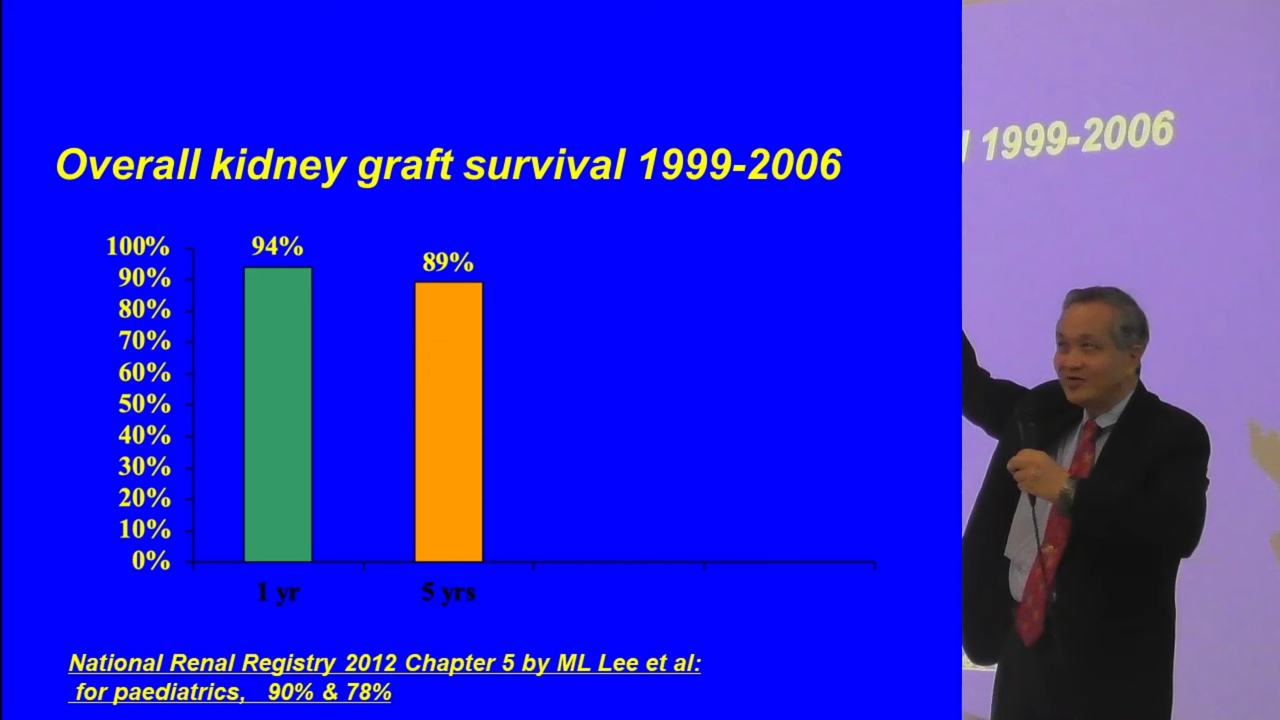 Overall kidney graft survival 1999-2006
100%
90%
80%
70%
60%
50%
40%
30%
20%
10%
0%
94%
89%
1 yr
5 yrs
National Renal Registry 2012 Chapter 5 by ML Lee et al:
for paediatrics, 90% & 78%
1999-2006